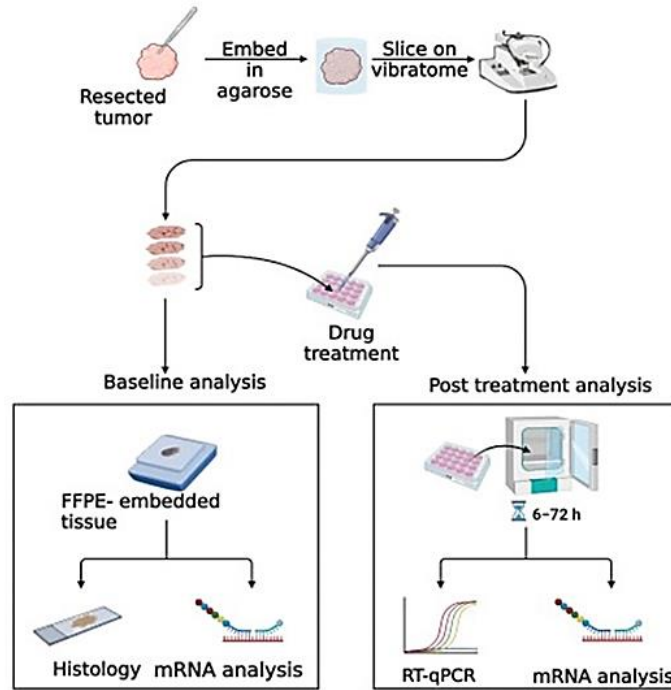 Resected
tumor
Embed
in
agarose
Slice on
vibratome
Drug
treatment
Baseline analysis
Post treatment analysis
FFPE- embedded
tissue
6–72 h
Histology
mRNA analysis
RT-qPCR
mRNA analysis